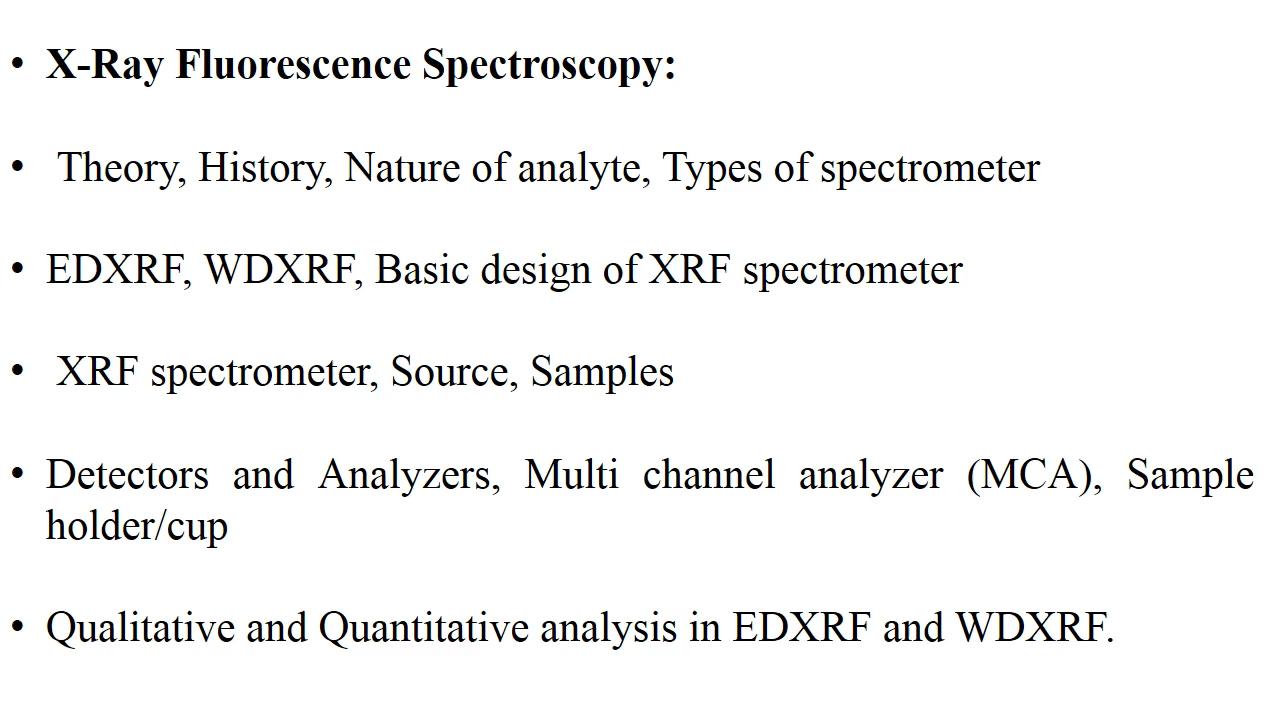 • X-Ray Fluorescence Spectroscopy:
• Theory, History, Nature of analyte, Types of spectrometer
• EDXRF, WDXRF, Basic design of XRF spectrometer
• XRF spectrometer, Source, Samples
• Detectors and Analyzers, Multi channel analyzer (MCA), Sample
holder/cup
• Qualitative and Quantitative analysis in EDXRF and WDXRF.